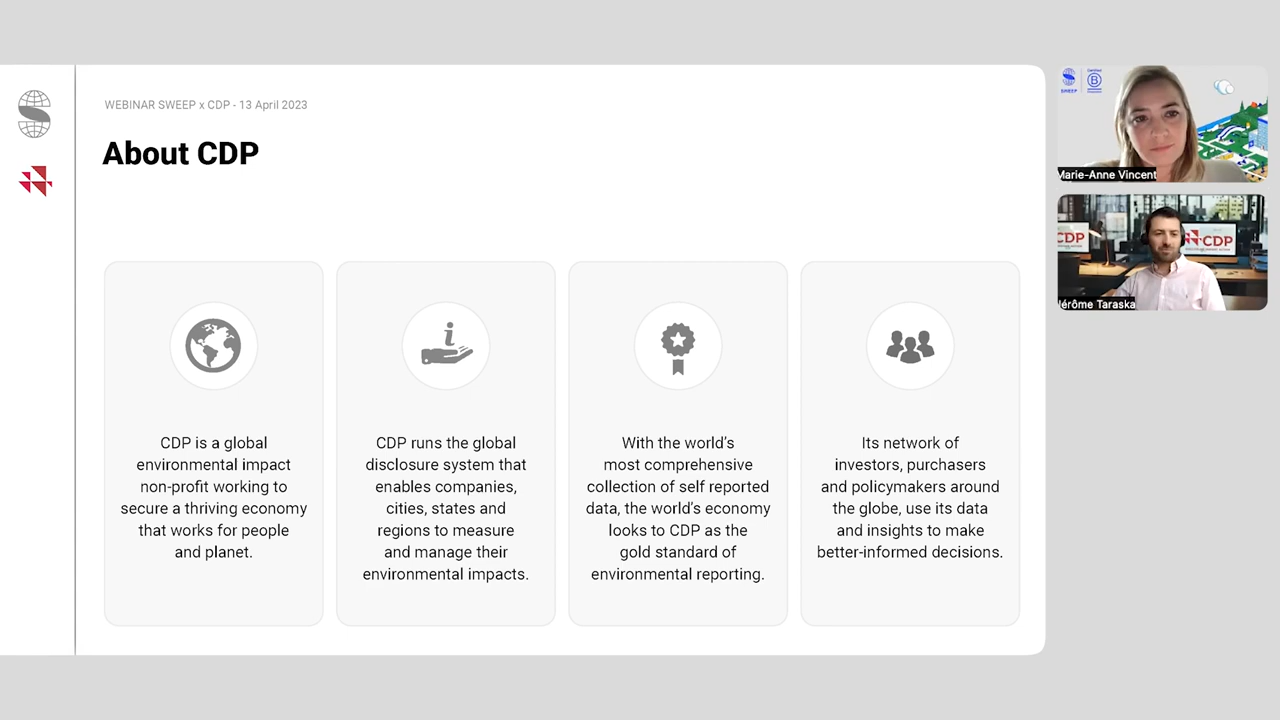 WEBINAR SWEEP x CDP - 13 April 2023
About CDP
CDP is a global
environmental impact
non-profit working to
secure a thriving economy
that works for people
and planet.
CDP runs the global
disclosure system that
enables companies,
cities, states and
regions to measure
and manage their
environmental impacts.
With the world’s
most comprehensive
collection of self reported
data, the world’s economy
looks to CDP as the
gold standard of
environmental reporting.
Its network of
investors, purchasers
and policymakers around
the globe, use its data
and insights to make
better-informed decisions.
SWEEP
Certified
B
Marie-Anne Vincent
CDP
CDP
Jérôme Taraska